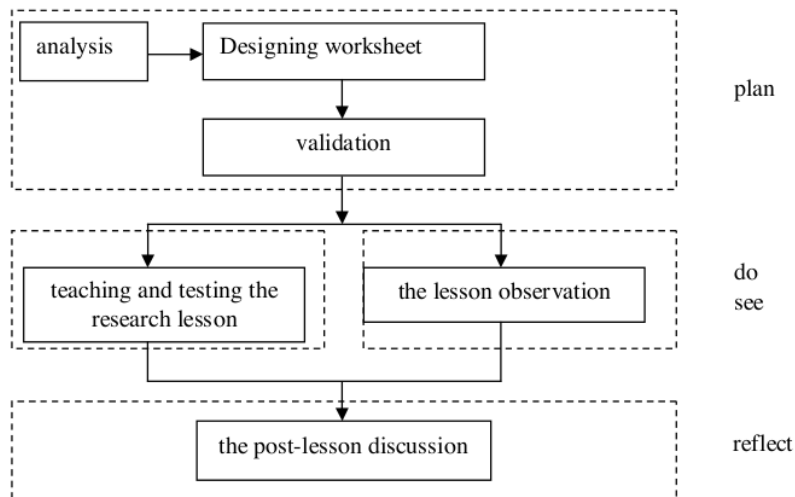 analysis
Designing worksheet
plan
validation
teaching and testing the
research lesson
the lesson observation
do
see
the post-lesson discussion
reflect